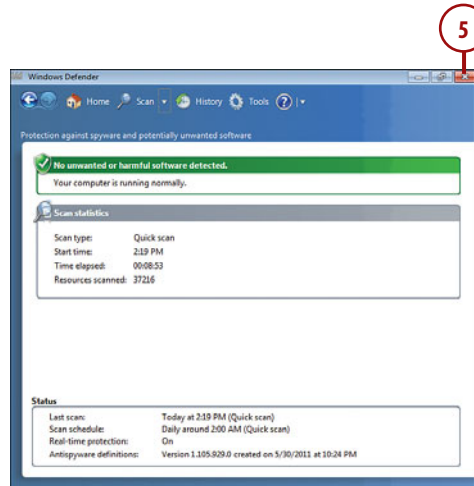 5
Windows Defender
Home Scan History Tools ?
Protection against spyware and potentially unwanted software
No unwanted or harmful software detected.
Your computer is running normally.
Scan statistics
Scan type: Quick scan
Start time: 2:19 PM
Time elapsed: 00:08:53
Resources scanned: 37216
Status
Last scan: Today at 2:19 PM (Quick scan)
Scan schedule: Daily around 2:00 AM (Quick scan)
Real-time protection: On
Antispyware definitions: Version 1.105.929.0 created on 5/30/2011 at 10:24 PM